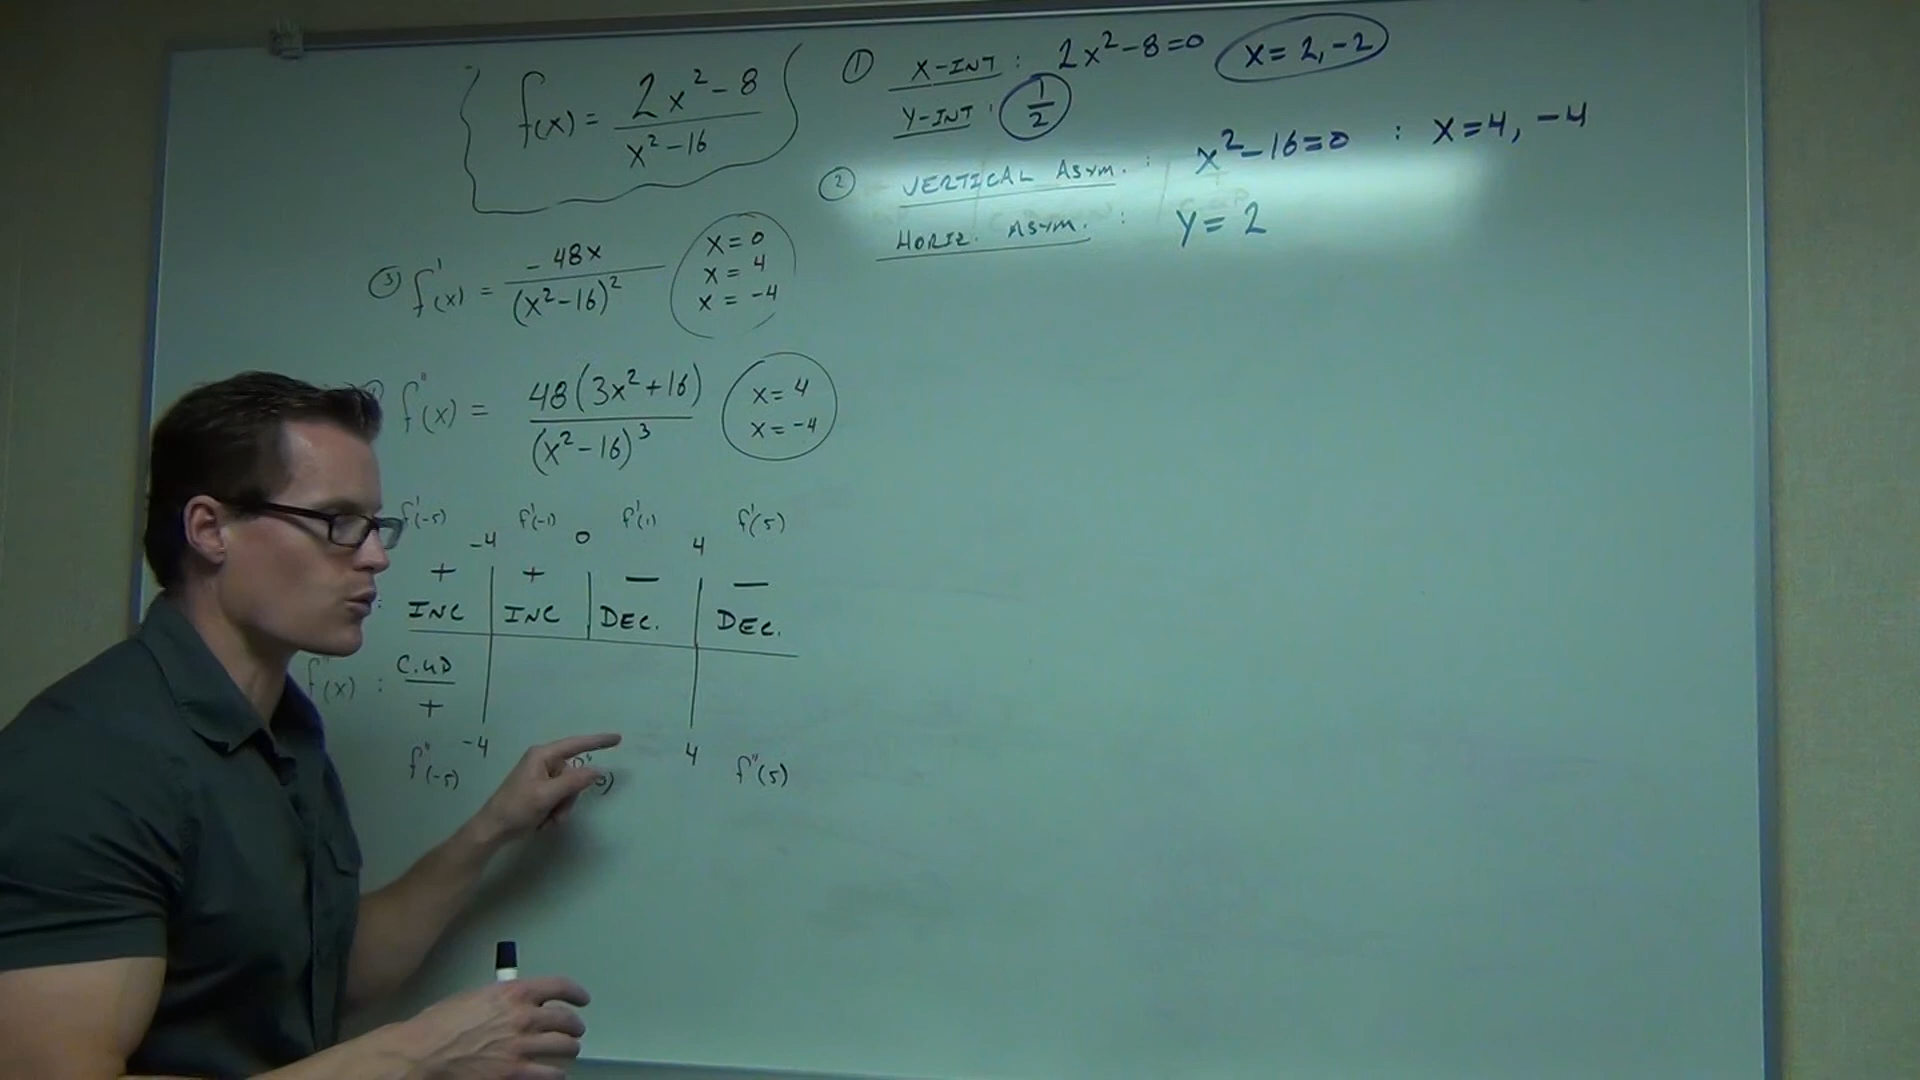 f(x) = (2x² - 8)/(x² - 16)
① X-INT : 2x² - 8 = 0 x = 2, -2
Y-INT : 1/2
② VERTICAL ASYM. : x² - 16 = 0 : x = 4, -4
HORIZ. ASYM. : y = 2
③ f'(x) = -48x/(x² - 16)²
x = 0
x = 4
x = -4
f''(x) = 48(3x² + 16)/(x² - 16)³
x = 4
x = -4
f'(-5) f'(-1) f'(1) f'(5)
-4 0 4
+ + − −
: INC INC DEC. DEC.
f''(x) : C.UP
+
-4 4
f''(-5) f''(5)